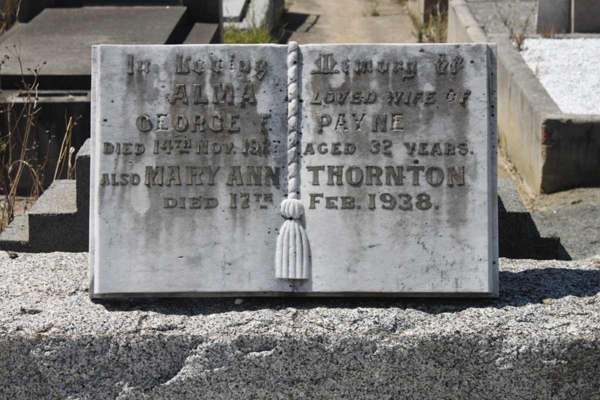 In Loving Memory of
ALMA LOVED WIFE OF
GEORGE F. PAYNE
DIED 14TH NOV. AGED 32 YEARS.
ALSO MARY ANN THORNTON
DIED 17TH FEB. 1938.